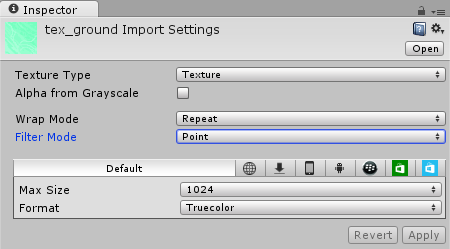 Inspector
tex_ground Import Settings
Open
Texture Type Texture
Alpha from Grayscale
Wrap Mode Repeat
Filter Mode Point
Default
Max Size 1024
Format Truecolor
Revert Apply